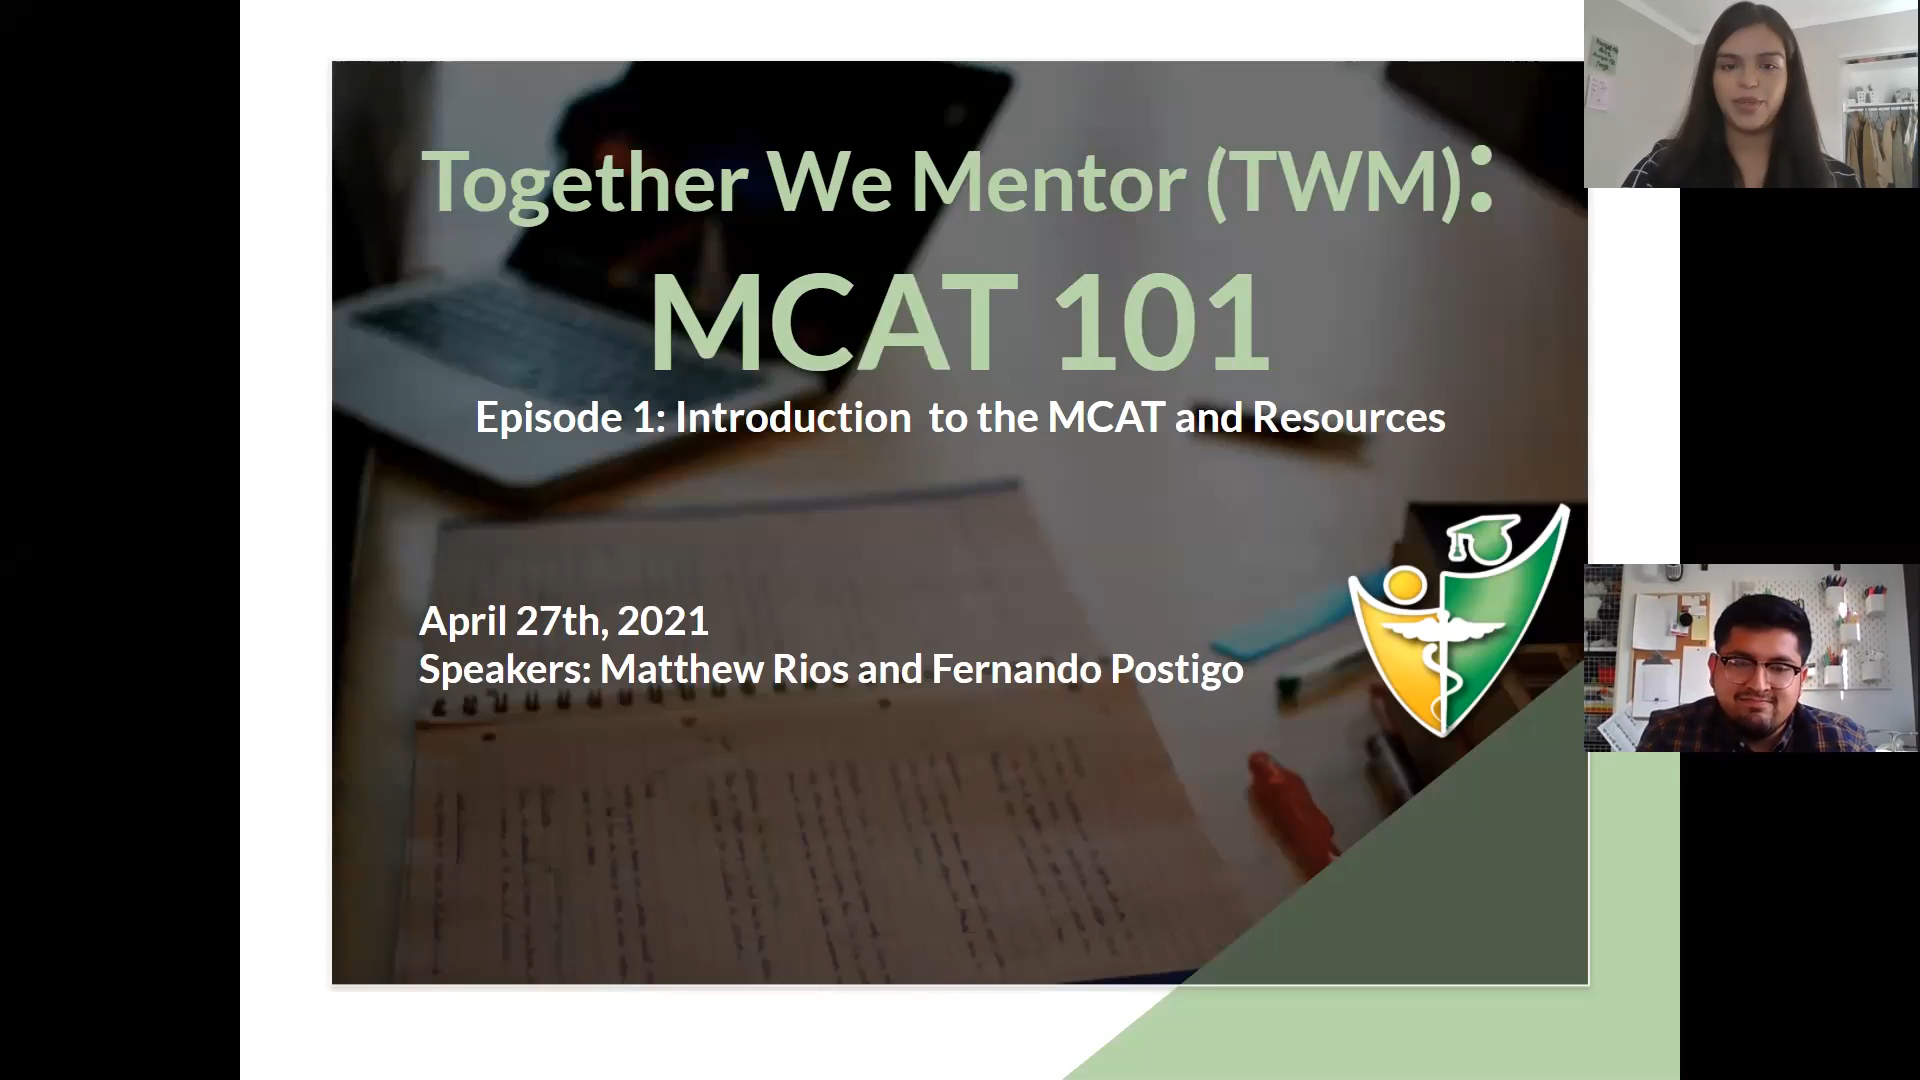 Together We Mentor (TWM):
MCAT 101
Episode 1: Introduction  to the MCAT and Resources
April 27th, 2021
Speakers: Matthew Rios and Fernando Postigo